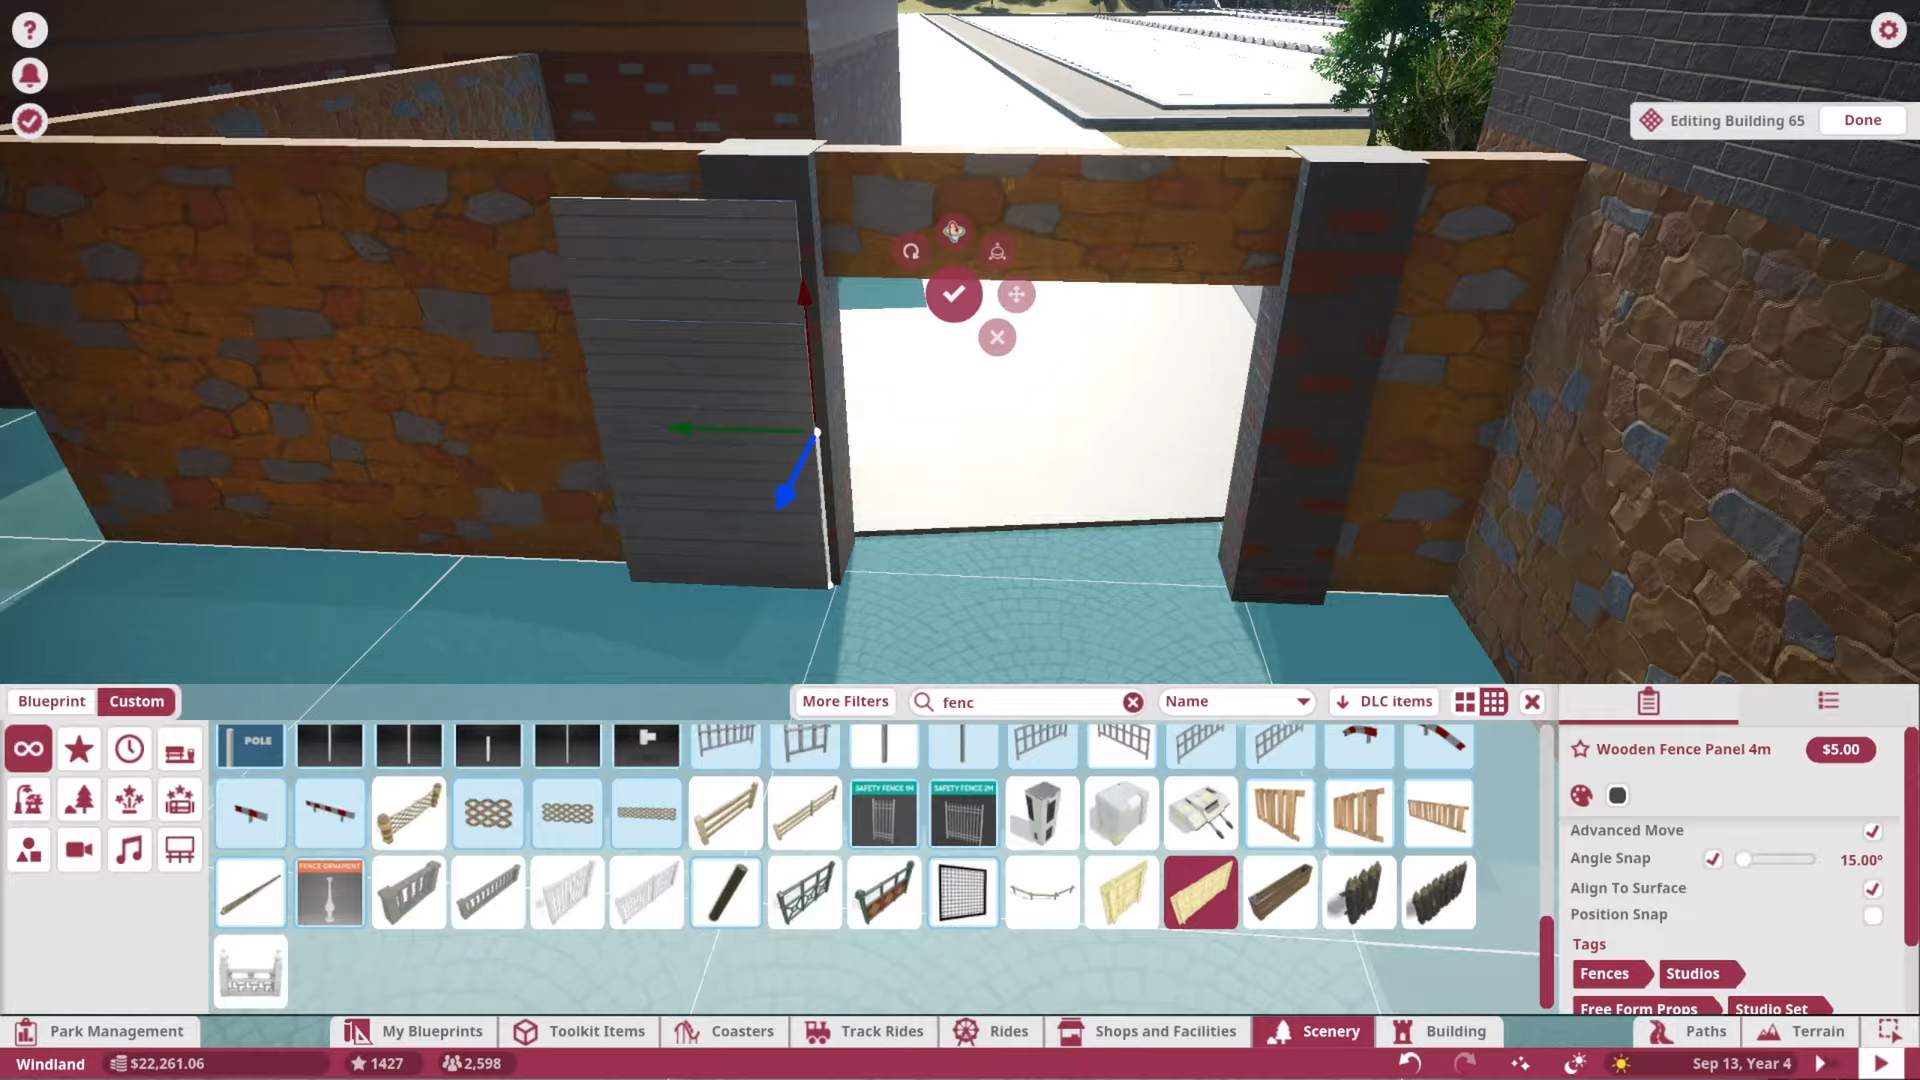 ?
Editing Building 65
Done
Blueprint
Custom
More Filters
fenc
Name
DLC items
POLE
SAFETY FENCE 1M
SAFETY FENCE 2M
FENCE ORNAMENT
Wooden Fence Panel 4m
$5.00
Advanced Move
Angle Snap
15.00°
Align To Surface
Position Snap
Tags
Fences
Studios
Free Form Props
Studio Set
Park Management
My Blueprints
Toolkit Items
Coasters
Track Rides
Rides
Shops and Facilities
Scenery
Building
Paths
Terrain
Windland
$22,261.06
1427
2,598
Sep 13, Year 4